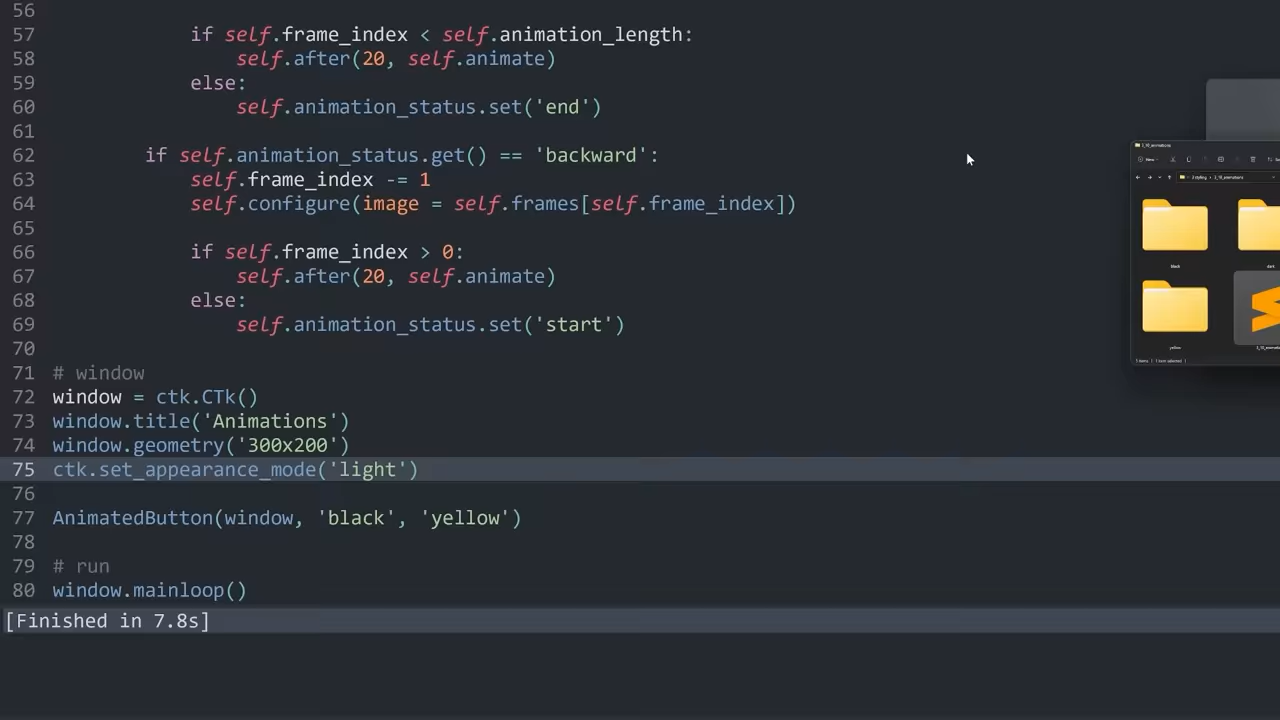 56
57 if self.frame_index < self.animation_length:
58 self.after(20, self.animate)
59 else:
60 self.animation_status.set('end')
61
62 if self.animation_status.get() == 'backward':
63 self.frame_index -= 1
64 self.configure(image = self.frames[self.frame_index])
65
66 if self.frame_index > 0:
67 self.after(20, self.animate)
68 else:
69 self.animation_status.set('start')
70
71 # window
72 window = ctk.CTk()
73 window.title('Animations')
74 window.geometry('300x200')
75 ctk.set_appearance_mode('light')
76
77 AnimatedButton(window, 'black', 'yellow')
78
79 # run
80 window.mainloop()
[Finished in 7.8s]
black
dark
yellow